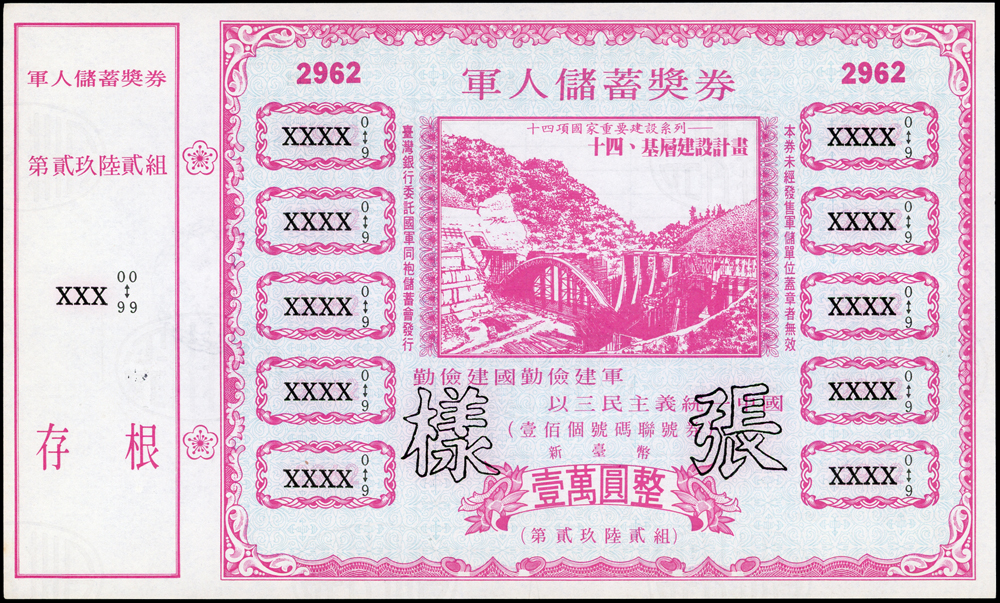 軍人儲蓄獎券
第貳玖陸貳組
XXX 00↕99
存根
2962
軍人儲蓄獎券
2962
XXXX 0↕9
XXXX 0↕9
XXXX 0↕9
XXXX 0↕9
XXXX 0↕9
臺灣銀行委託國軍同袍儲蓄會發行
十四項國家重要建設系列——
十四、基層建設計畫
本券未經發售軍儲單位蓋章者無效
XXXX 0↕9
XXXX 0↕9
XXXX 0↕9
XXXX 0↕9
XXXX 0↕9
勤儉建國勤儉建軍
以三民主義統一中國
樣張
(壹佰個號碼聯號券
新臺幣
壹萬圓整
(第貳玖陸貳組)